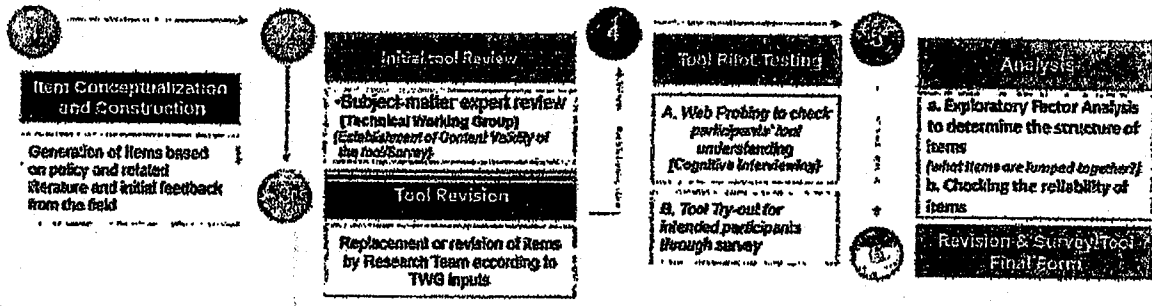 Item Conceptualization
and Construction
Generation of items based
on policy and related
literature and initial feedback
from the field
Initial tool Review
•Subject-matter expert review
(Technical Working Group)
(Establishment of Content Validity of
the tool/Survey)
Tool Revision
Replacement or revision of items
by Research Team according to
TWG inputs
4
Tool Pilot Testing
A. Web Probing to check
participants' tool
understanding
(Cognitive Interviewing)
B. Tool Try-out for
intended participants
through survey
5
Analysis
a. Exploratory Factor Analysis
to determine the structure of
items
(what items are lumped together?)
b. Checking the reliability of
items
6
Revision & Survey Tool
Final Form